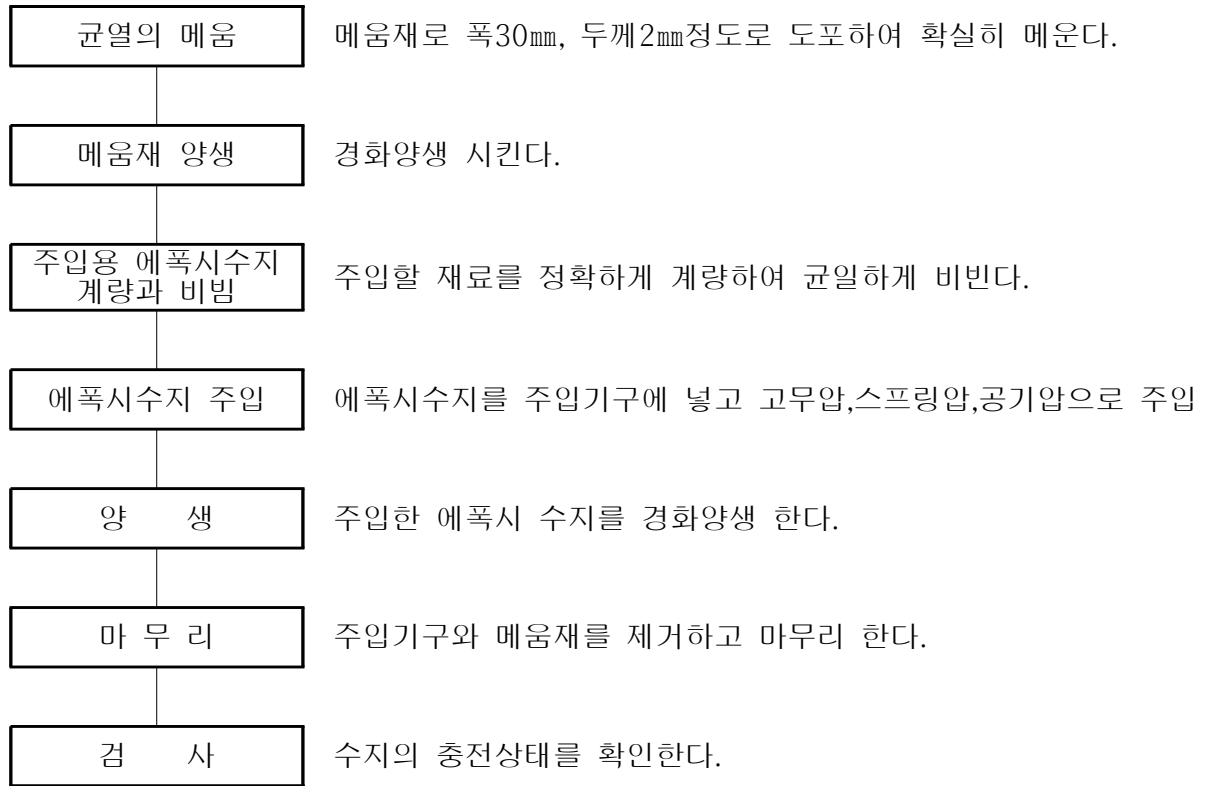 균열의 메움
메움재로 폭30㎜, 두께2㎜정도로 도포하여 확실히 메운다.
메움재 양생
경화양생 시킨다.
주입용 에폭시수지
계량과 비빔
주입할 재료를 정확하게 계량하여 균일하게 비빈다.
에폭시수지 주입
에폭시수지를 주입기구에 넣고 고무압,스프링압,공기압으로 주입
양 생
주입한 에폭시 수지를 경화양생 한다.
마 무 리
주입기구와 메움재를 제거하고 마무리 한다.
검 사
수지의 충전상태를 확인한다.